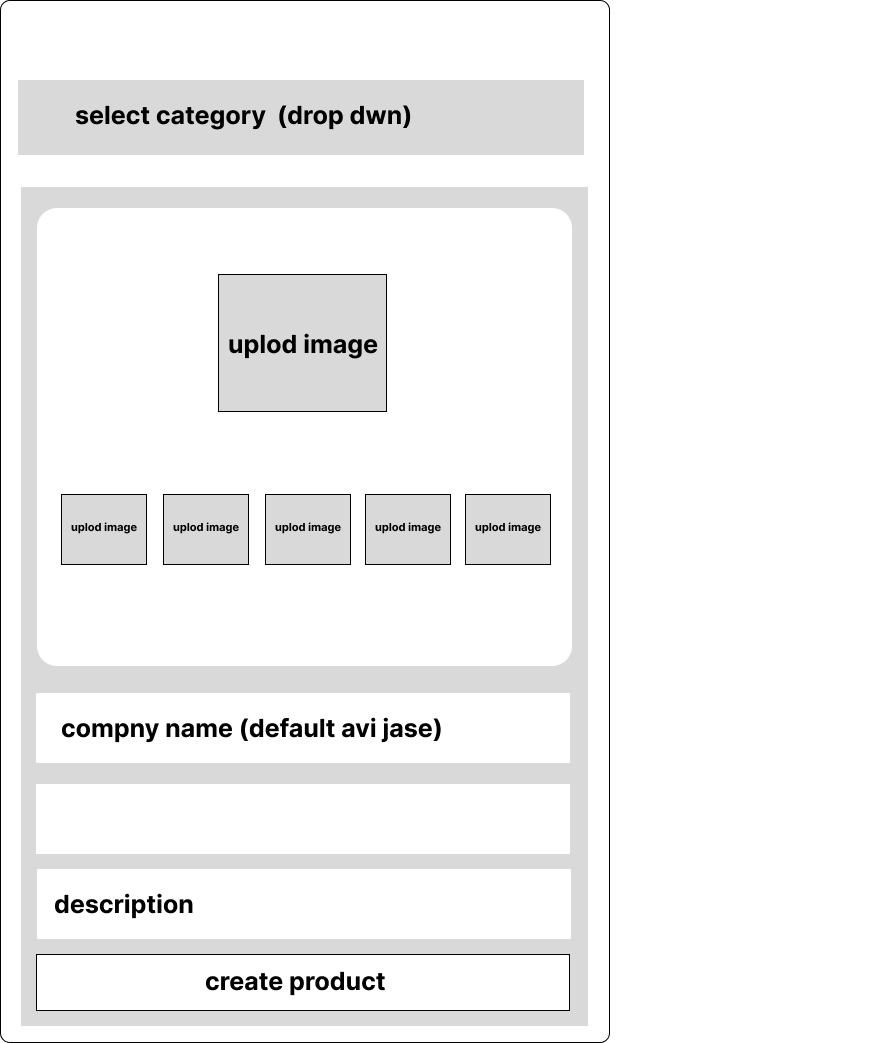 select category  (drop dwn)
uplod image
uplod image
uplod image
uplod image
uplod image
uplod image
compny name (default avi jase)
description
create product